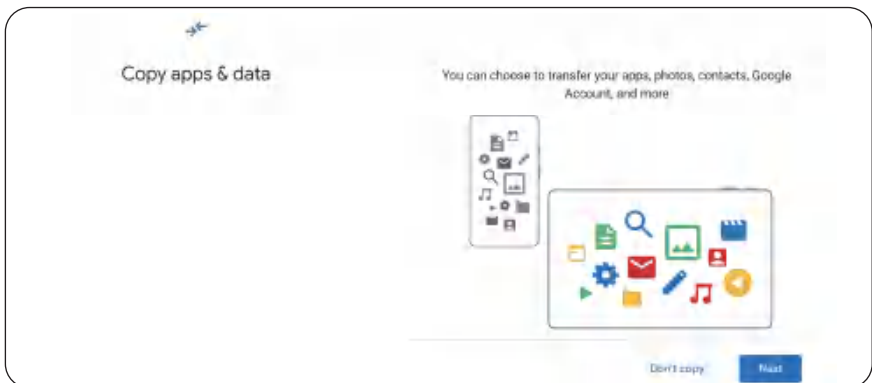 Copy apps & data
You can choose to transfer your apps, photos, contacts, Google
Account, and more
Don't copy
Next